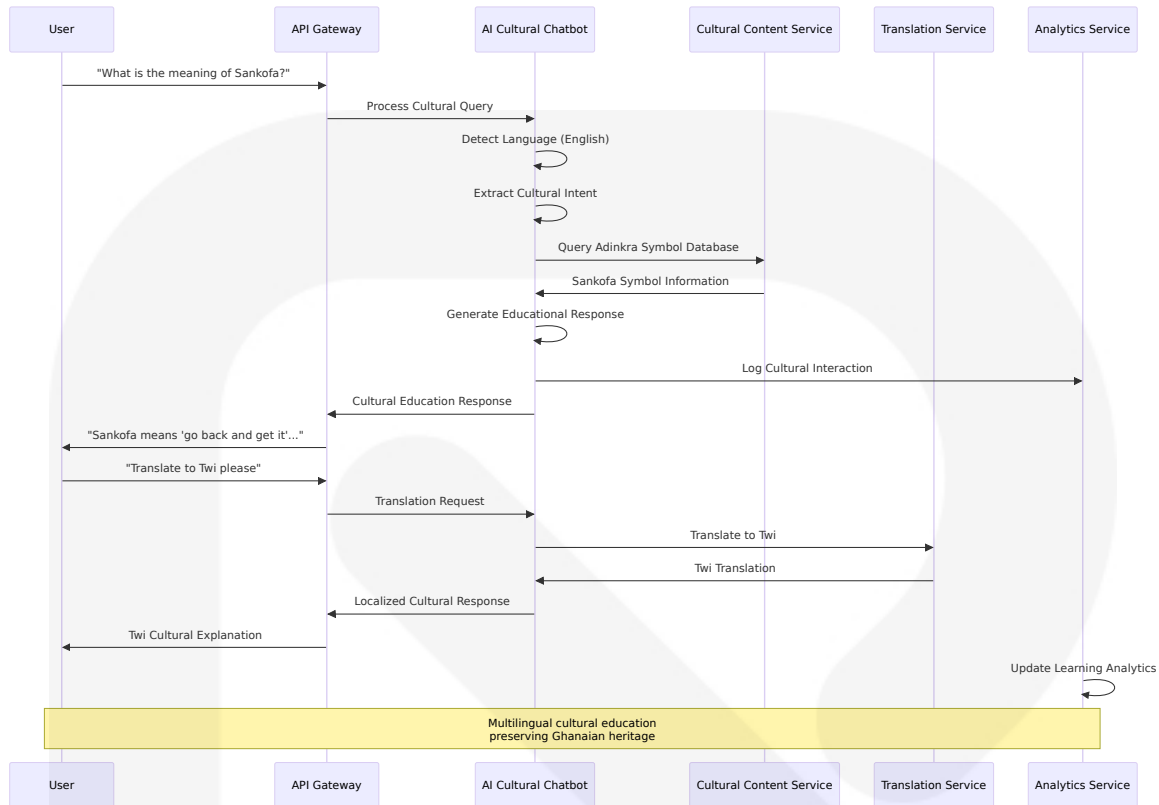 User
API Gateway
AI Cultural Chatbot
Cultural Content Service
Translation Service
Analytics Service
"What is the meaning of Sankofa?"
Process Cultural Query
Detect Language (English)
Extract Cultural Intent
Query Adinkra Symbol Database
Sankofa Symbol Information
Generate Educational Response
Log Cultural Interaction
Cultural Education Response
"Sankofa means 'go back and get it'..."
"Translate to Twi please"
Translation Request
Translate to Twi
Twi Translation
Localized Cultural Response
Twi Cultural Explanation
Update Learning Analytics
Multilingual cultural education
preserving Ghanaian heritage
User
API Gateway
AI Cultural Chatbot
Cultural Content Service
Translation Service
Analytics Service